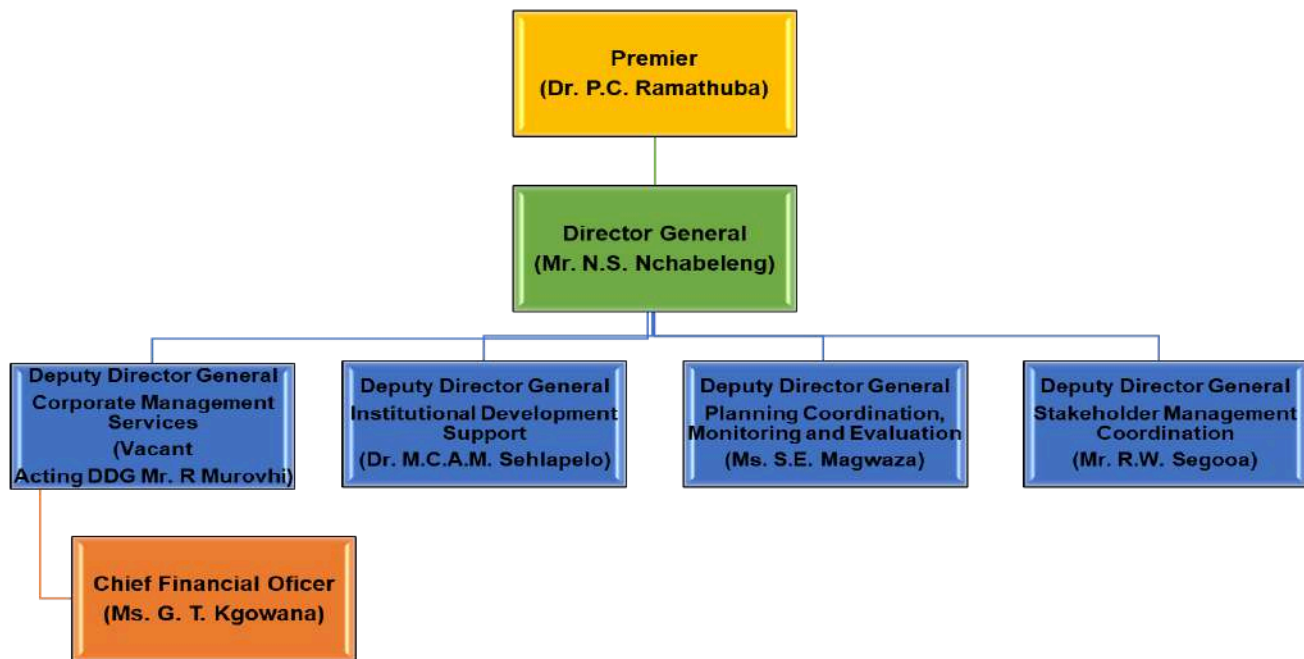 Premier
(Dr. P.C. Ramathuba)
Director General
(Mr. N.S. Nchabeleng)
Deputy Director General
Corporate Management
Services
(Vacant
Acting DDG Mr. R Murovhi)
Deputy Director General
Institutional Development
Support
(Dr. M.C.A.M. Sehlapelo)
Deputy Director General
Planning Coordination,
Monitoring and Evaluation
(Ms. S.E. Magwaza)
Deputy Director General
Stakeholder Management
Coordination
(Mr. R.W. Segooa)
Chief Financial Oficer
(Ms. G. T. Kgowana)